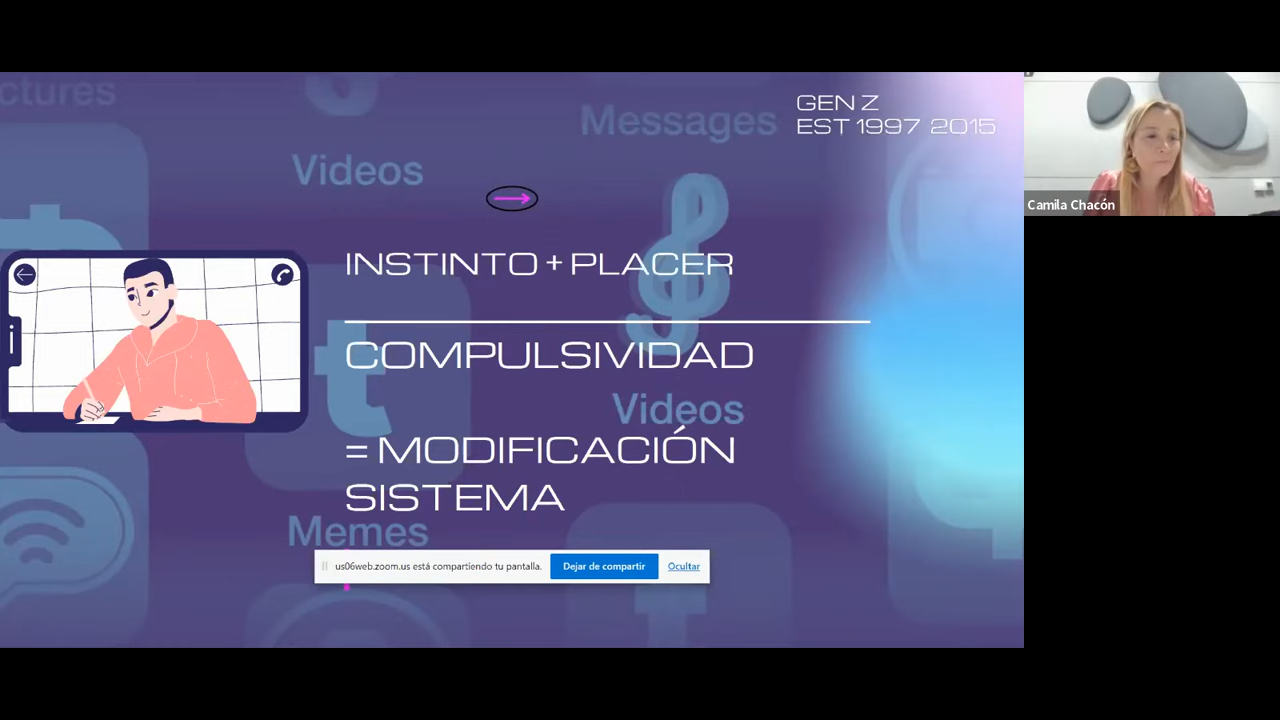 ctures
Messages
GEN Z
EST 1997 2015
Videos
Camila Chacón
INSTINTO + PLACER
COMPULSIVIDAD
Videos
= MODIFICACIÓN
SISTEMA
Memes
us06web.zoom.us está compartiendo tu pantalla. Dejar de compartir Ocultar